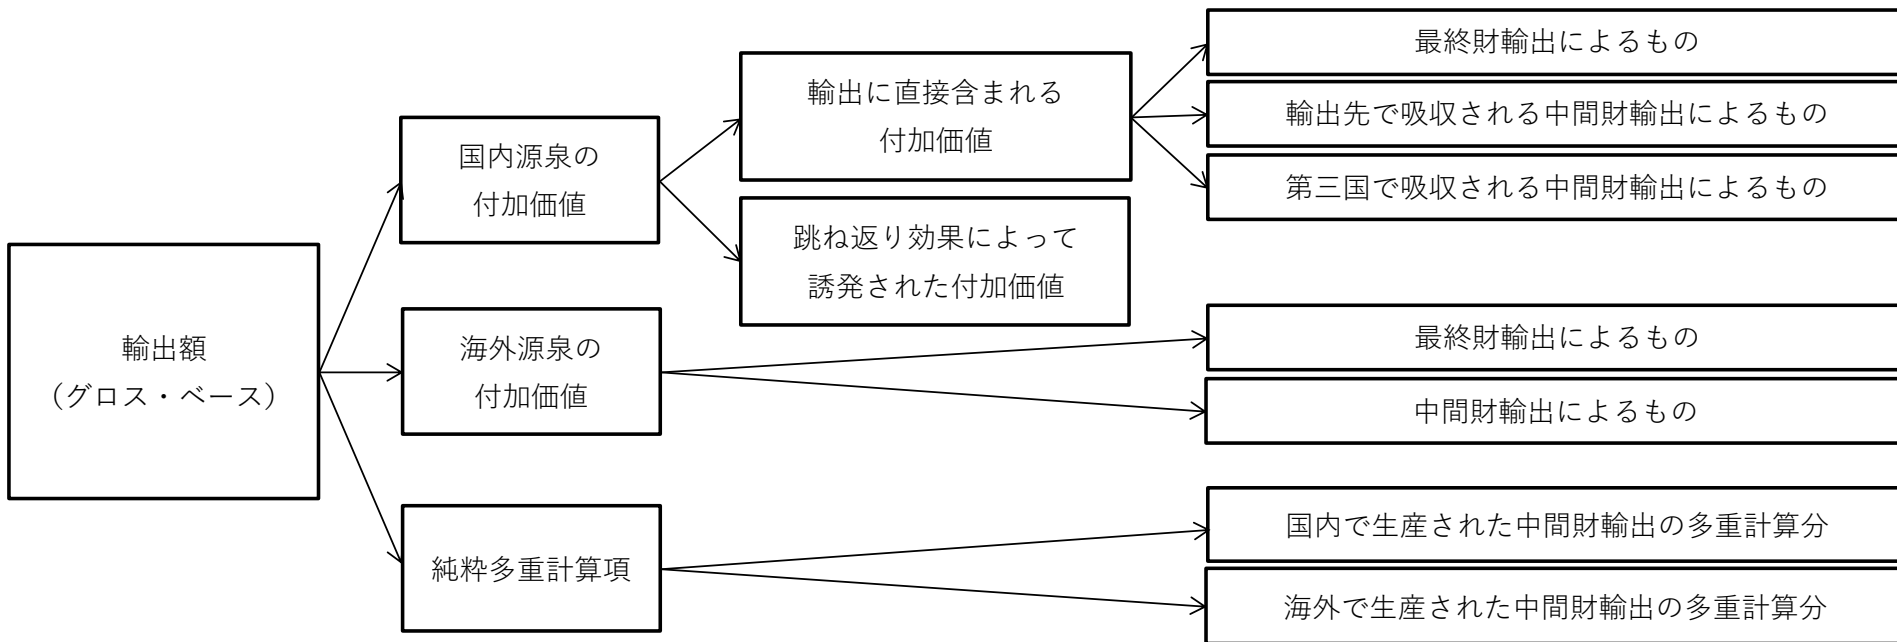 輸出額
（グロス・ベース）
国内源泉の
付加価値
輸出に直接含まれる
付加価値
最終財輸出によるもの
輸出先で吸収される中間財輸出によるもの
第三国で吸収される中間財輸出によるもの
跳ね返り効果によって
誘発された付加価値
海外源泉の
付加価値
最終財輸出によるもの
中間財輸出によるもの
純粋多重計算項
国内で生産された中間財輸出の多重計算分
海外で生産された中間財輸出の多重計算分